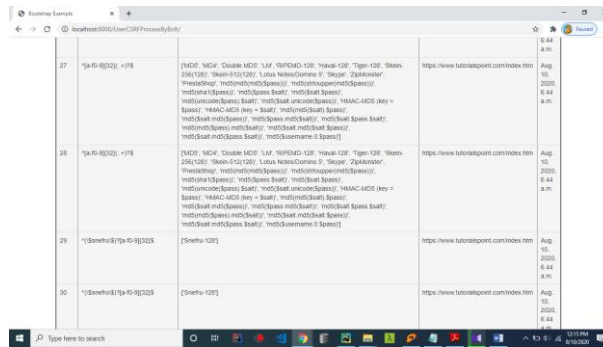 Bootstrap Example
localhost:8000/UserCSRFProcessByBolt/
Paused
6:44
a.m.
27 ^[a-f0-9]{32}(:.+)?$ ['MD5', 'MD4', 'Double MD5', 'LM', 'RIPEMD-128', 'Haval-128', 'Tiger-128', 'Skein- https://www.tutorialspoint.com/index.htm Aug.
256(128)', 'Skein-512(128)', 'Lotus Notes/Domino 5', 'Skype', 'ZipMonster', 10,
'PrestaShop', 'md5(md5(md5($pass)))', 'md5(strtoupper(md5($pass)))', 2020,
'md5(sha1($pass))', 'md5($pass.$salt)', 'md5($salt.$pass)', 6:44
'md5(unicode($pass).$salt)', 'md5($salt.unicode($pass))', 'HMAC-MD5 (key = a.m.
$pass)', 'HMAC-MD5 (key = $salt)', 'md5(md5($salt).$pass)',
'md5($salt.md5($pass))', 'md5($pass.md5($salt))', 'md5($salt.$pass.$salt)',
'md5(md5($pass).md5($salt))', 'md5($salt.md5($salt.$pass))',
'md5($salt.md5($pass.$salt))', 'md5($username.0.$pass)']
28 ^[a-f0-9]{32}(:.+)?$ ['MD5', 'MD4', 'Double MD5', 'LM', 'RIPEMD-128', 'Haval-128', 'Tiger-128', 'Skein- https://www.tutorialspoint.com/index.htm Aug.
256(128)', 'Skein-512(128)', 'Lotus Notes/Domino 5', 'Skype', 'ZipMonster', 10,
'PrestaShop', 'md5(md5(md5($pass)))', 'md5(strtoupper(md5($pass)))', 2020,
'md5(sha1($pass))', 'md5($pass.$salt)', 'md5($salt.$pass)', 6:44
'md5(unicode($pass).$salt)', 'md5($salt.unicode($pass))', 'HMAC-MD5 (key = a.m.
$pass)', 'HMAC-MD5 (key = $salt)', 'md5(md5($salt).$pass)',
'md5($salt.md5($pass))', 'md5($pass.md5($salt))', 'md5($salt.$pass.$salt)',
'md5(md5($pass).md5($salt))', 'md5($salt.md5($salt.$pass))',
'md5($salt.md5($pass.$salt))', 'md5($username.0.$pass)']
29 ^(\$snefru\$)?[a-f0-9]{32}$ ['Snefru-128'] https://www.tutorialspoint.com/index.htm Aug.
10,
2020,
6:44
a.m.
30 ^(\$snefru\$)?[a-f0-9]{32}$ ['Snefru-128'] https://www.tutorialspoint.com/index.htm Aug.
10,
2020,
6:44
a.m.
Type here to search
12:15 PM
8/10/2020